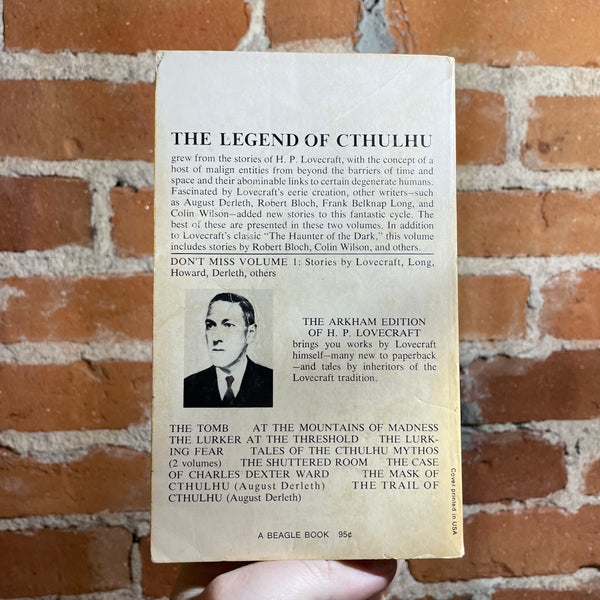 THE LEGEND OF CTHULHU
grew from the stories of H. P. Lovecraft, with the concept of a
host of malign entities from beyond the barriers of time and
space and their abominable links to certain degenerate humans.
Fascinated by Lovecraft's eerie creation, other writers—such
as August Derleth, Robert Bloch, Frank Belknap Long, and
Colin Wilson—added new stories to this fantastic cycle. The
best of these are presented in these two volumes. In addition
to Lovecraft's classic "The Haunter of the Dark," this volume
includes stories by Robert Bloch, Colin Wilson, and others.
DON'T MISS VOLUME 1: Stories by Lovecraft, Long,
Howard, Derleth, others
THE ARKHAM EDITION
OF H. P. LOVECRAFT
brings you works by Lovecraft
himself—many new to paperback
—and tales by inheritors of the
Lovecraft tradition.
THE TOMB AT THE MOUNTAINS OF MADNESS
THE LURKER AT THE THRESHOLD THE LURK-
ING FEAR TALES OF THE CTHULHU MYTHOS
(2 volumes) THE SHUTTERED ROOM THE CASE
OF CHARLES DEXTER WARD THE MASK OF
CTHULHU (August Derleth) THE TRAIL OF
CTHULHU (August Derleth)
Cover printed in USA
A BEAGLE BOOK 95¢